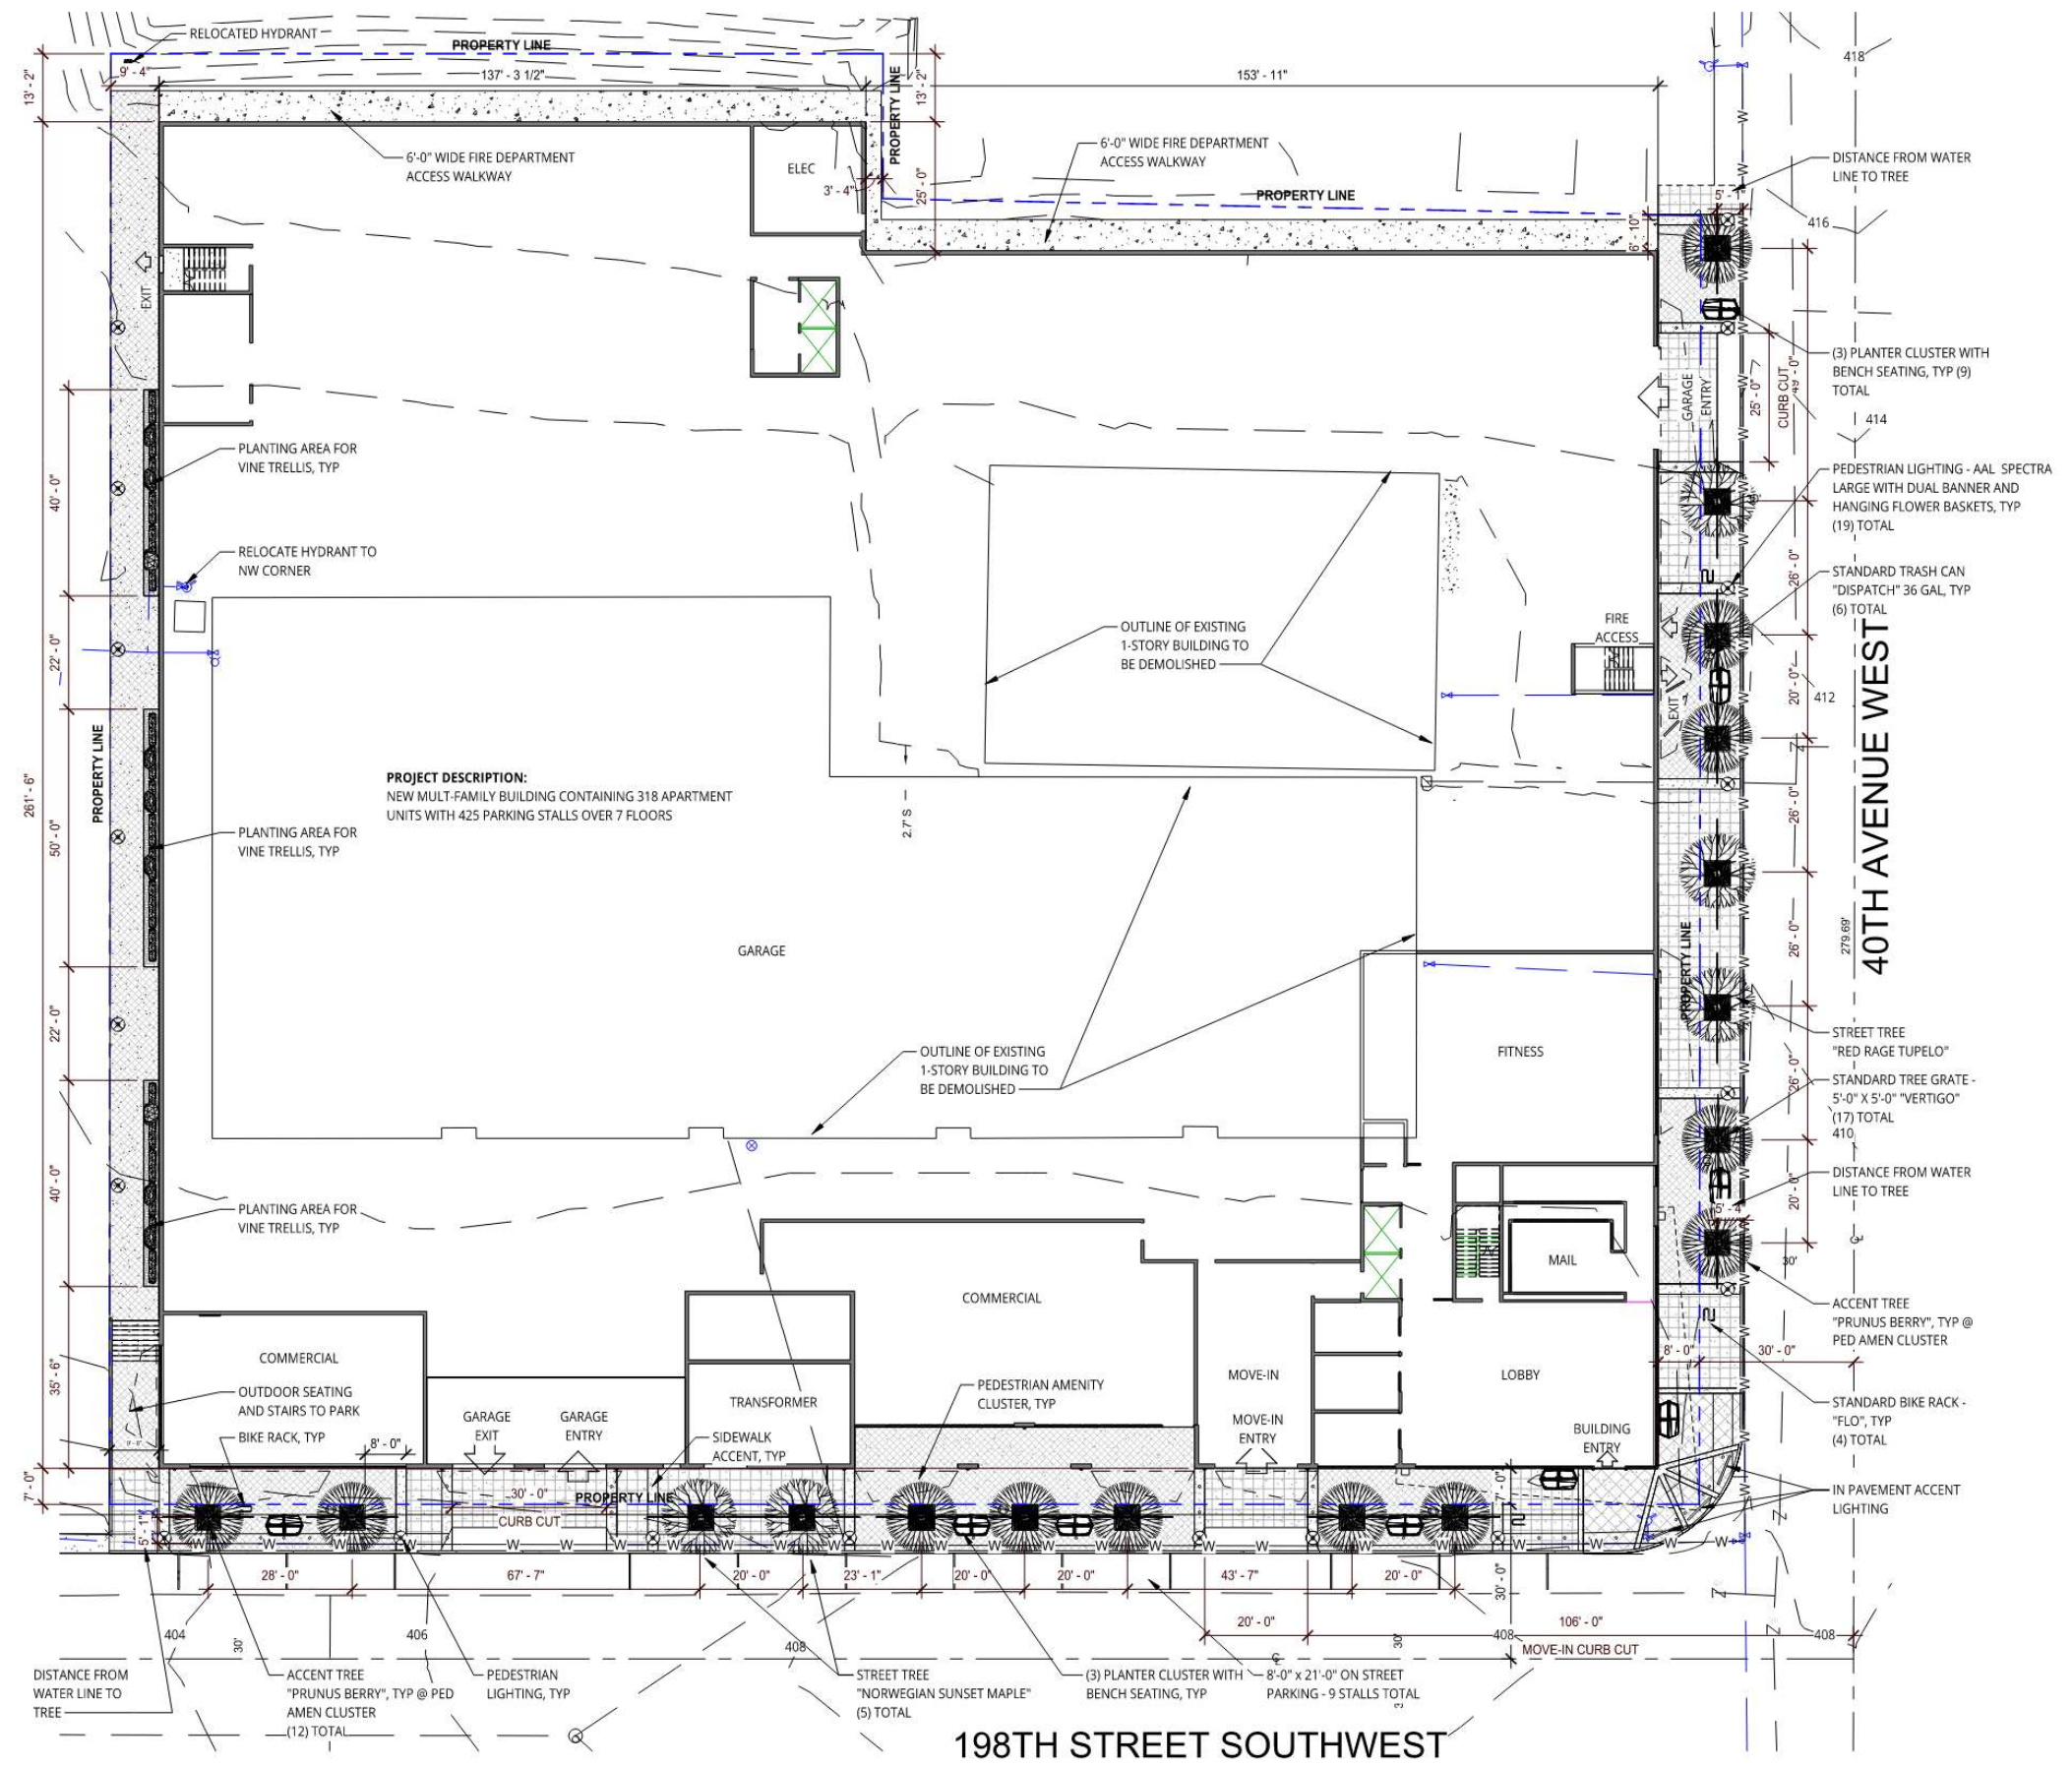 RELOCATED HYDRANT
PROPERTY LINE
418
13' - 2"
9' - 4"
137' - 3 1/2"
PROPERTY LINE
13' - 2"
153' - 11"
6'-0" WIDE FIRE DEPARTMENT
ACCESS WALKWAY
ELEC
3' - 4"
25' - 0"
6'-0" WIDE FIRE DEPARTMENT
ACCESS WALKWAY
PROPERTY LINE
DISTANCE FROM WATER
LINE TO TREE
416
6' - 10"
EXIT
(3) PLANTER CLUSTER WITH
BENCH SEATING, TYP (9)
TOTAL
GARAGE
ENTRY
25' - 0"
CURB CUT
49' - 0"
414
PLANTING AREA FOR
VINE TRELLIS, TYP
40' - 0"
PEDESTRIAN LIGHTING - AAL SPECTRA
LARGE WITH DUAL BANNER AND
HANGING FLOWER BASKETS, TYP
(19) TOTAL
RELOCATE HYDRANT TO
NW CORNER
26' - 0"
STANDARD TRASH CAN
"DISPATCH" 36 GAL, TYP
(6) TOTAL
OUTLINE OF EXISTING
1-STORY BUILDING TO
BE DEMOLISHED
FIRE
ACCESS
22' - 0"
EXIT
20' - 0"
412
40TH AVENUE WEST
PROPERTY LINE
261' - 6"
PROJECT DESCRIPTION:
NEW MULT-FAMILY BUILDING CONTAINING 318 APARTMENT
UNITS WITH 425 PARKING STALLS OVER 7 FLOORS
2.7' S
26' - 0"
50' - 0"
PLANTING AREA FOR
VINE TRELLIS, TYP
GARAGE
PROPERTY LINE
26' - 0"
279.69'
22' - 0"
OUTLINE OF EXISTING
1-STORY BUILDING TO
BE DEMOLISHED
FITNESS
STREET TREE
"RED RAGE TUPELO"
26' - 0"
STANDARD TREE GRATE -
5'-0" X 5'-0" "VERTIGO"
(17) TOTAL
410
40' - 0"
PLANTING AREA FOR
VINE TRELLIS, TYP
DISTANCE FROM WATER
LINE TO TREE
20' - 0"
5' - 4"
MAIL
30'
COMMERCIAL
ACCENT TREE
"PRUNUS BERRY", TYP @
PED AMEN CLUSTER
COMMERCIAL
35' - 6"
8' - 0"
30' - 0"
OUTDOOR SEATING
AND STAIRS TO PARK
BIKE RACK, TYP
8' - 0"
GARAGE
EXIT
GARAGE
ENTRY
TRANSFORMER
SIDEWALK
ACCENT, TYP
PEDESTRIAN AMENITY
CLUSTER, TYP
MOVE-IN
MOVE-IN
ENTRY
LOBBY
BUILDING
ENTRY
STANDARD BIKE RACK -
"FLO", TYP
(4) TOTAL
7' - 0"
30' - 0"
CURB CUT
PROPERTY LINE
7' - 0"
IN PAVEMENT ACCENT
LIGHTING
5' - 1"
28' - 0"
67' - 7"
20' - 0"
23' - 1"
20' - 0"
20' - 0"
43' - 7"
20' - 0"
30' - 0"
20' - 0"
106' - 0"
404
30'
406
408
30'
408
MOVE-IN CURB CUT
408
DISTANCE FROM
WATER LINE TO
TREE
ACCENT TREE
"PRUNUS BERRY", TYP @ PED
AMEN CLUSTER
(12) TOTAL
PEDESTRIAN
LIGHTING, TYP
STREET TREE
"NORWEGIAN SUNSET MAPLE"
(5) TOTAL
(3) PLANTER CLUSTER WITH
BENCH SEATING, TYP
8'-0" x 21'-0" ON STREET
PARKING - 9 STALLS TOTAL
198TH STREET SOUTHWEST